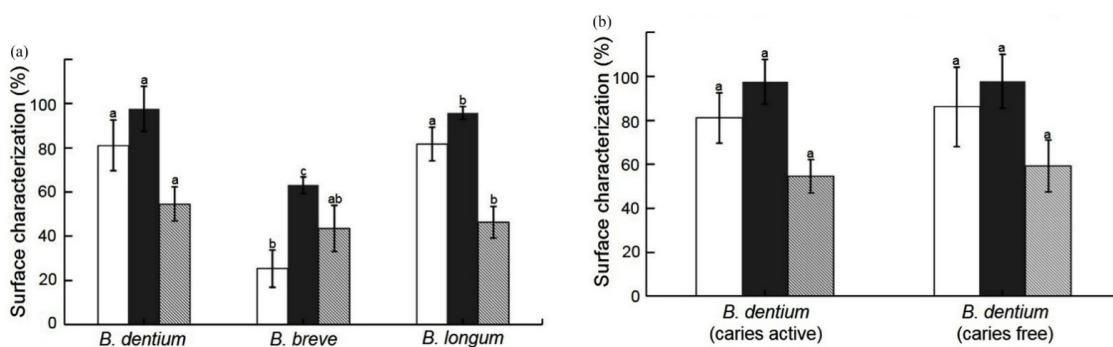 (a)
Surface characterization (%)
100
80
60
40
20
0
a
a
a
b
c
ab
a
b
b
B. dentium
B. breve
B. longum
(b)
Surface characterization (%)
100
80
60
40
20
0
a
a
a
a
a
a
B. dentium
(caries active)
B. dentium
(caries free)